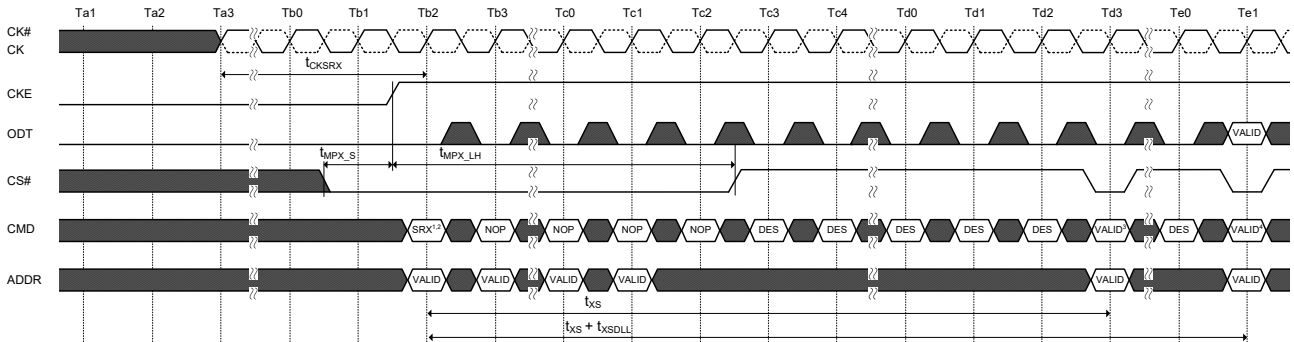 Ta1 Ta2 Ta3 Tb0 Tb1 Tb2 Tb3 Tc0 Tc1 Tc2 Tc3 Tc4 Td0 Td1 Td2 Td3 Te0 Te1
CK#
CK
tCKSRX
CKE
ODT VALID
tMPX_S tMPX_LH
CS#
CMD SRX1,2 NOP NOP NOP NOP DES DES DES DES DES VALID3 DES VALID4
ADDR VALID VALID VALID VALID VALID VALID
tXS
tXS + tXSDLL